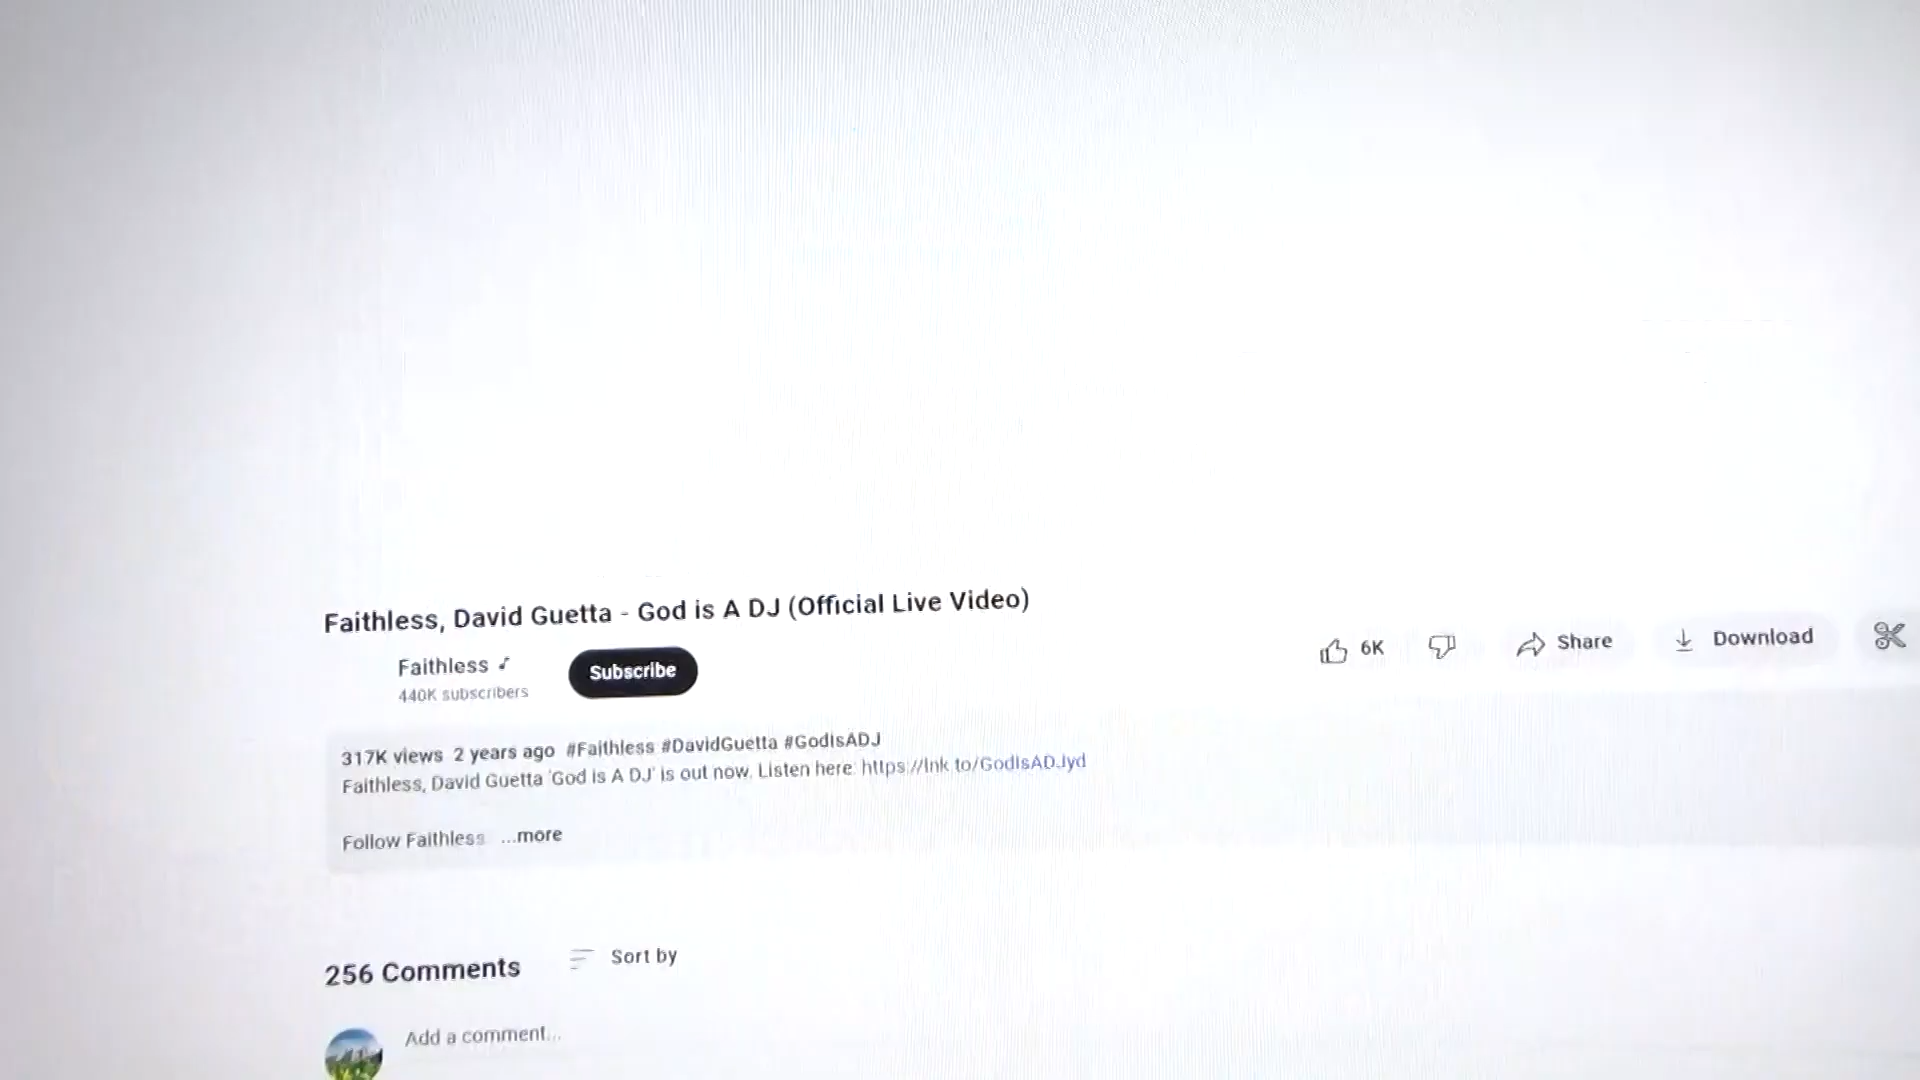 Faithless, David Guetta - God is A DJ (Official Live Video)
Faithless
440K subscribers
Subscribe
6K
Share
Download
317K views 2 years ago #Faithless #DavidGuetta #GodIsADJ
Faithless, David Guetta 'God is A DJ' is out now. Listen here: https://lnk.to/GodIsADJyd
Follow Faithless ...more
256 Comments
Sort by
Add a comment...